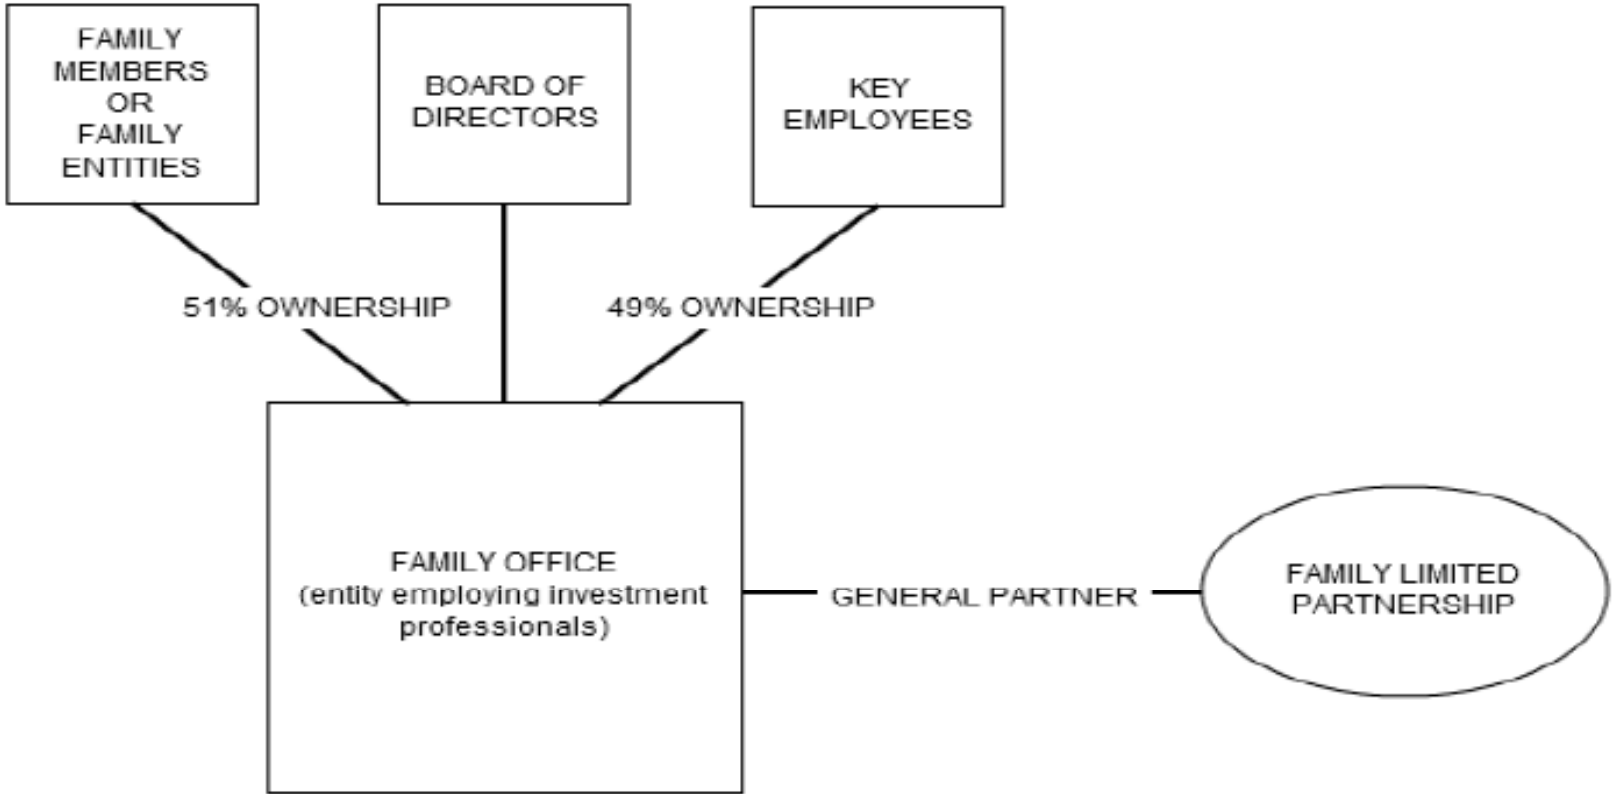 FAMILY
MEMBERS
OR
FAMILY
ENTITIES
BOARD OF
DIRECTORS
KEY
EMPLOYEES
51% OWNERSHIP
49% OWNERSHIP
FAMILY OFFICE
(entity employing investment
professionals)
GENERAL PARTNER
FAMILY LIMITED
PARTNERSHIP